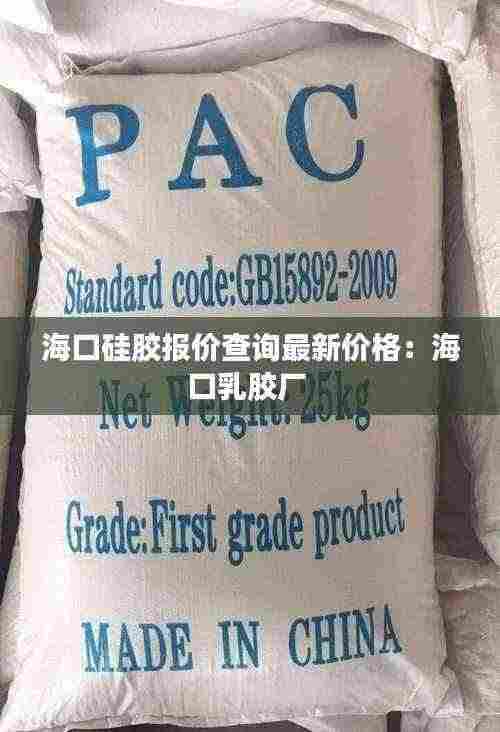 PAC
Standard code:GB15892-2009
海口硅胶报价查询最新价格：海
口乳胶厂
Net Weight: 25kg
Grade:First grade product
MADE IN CHINA